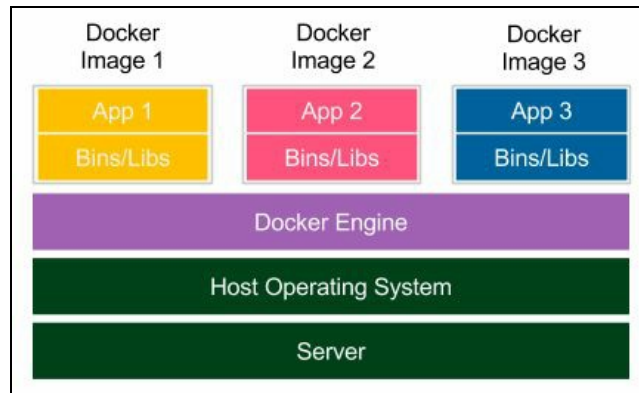 Docker
Image 1
Docker
Image 2
Docker
Image 3
App 1
App 2
App 3
Bins/Libs
Bins/Libs
Bins/Libs
Docker Engine
Host Operating System
Server